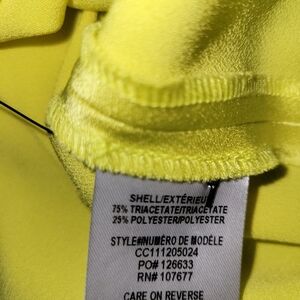 SHELL/EXTÉRIEUR
75% TRIACETATE/TRIACÉTATE
25% POLYESTER/POLYESTER
STYLE#NUMÉRO DE MODÈLE
CC111205024
PO# 126633
RN# 107677
CARE ON REVERSE